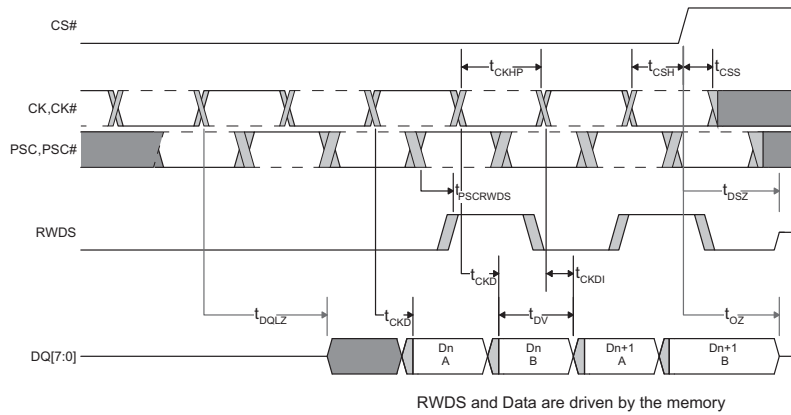 CS#
tCKHP
tCSH
tCSS
CK,CK#
PSC,PSC#
tPSCRWDS
tDSZ
RWDS
tCKD
tCKDI
tDQLZ
tCKD
tDV
tOZ
DQ[7:0]
Dn
A
Dn
B
Dn+1
A
Dn+1
B
RWDS and Data are driven by the memory